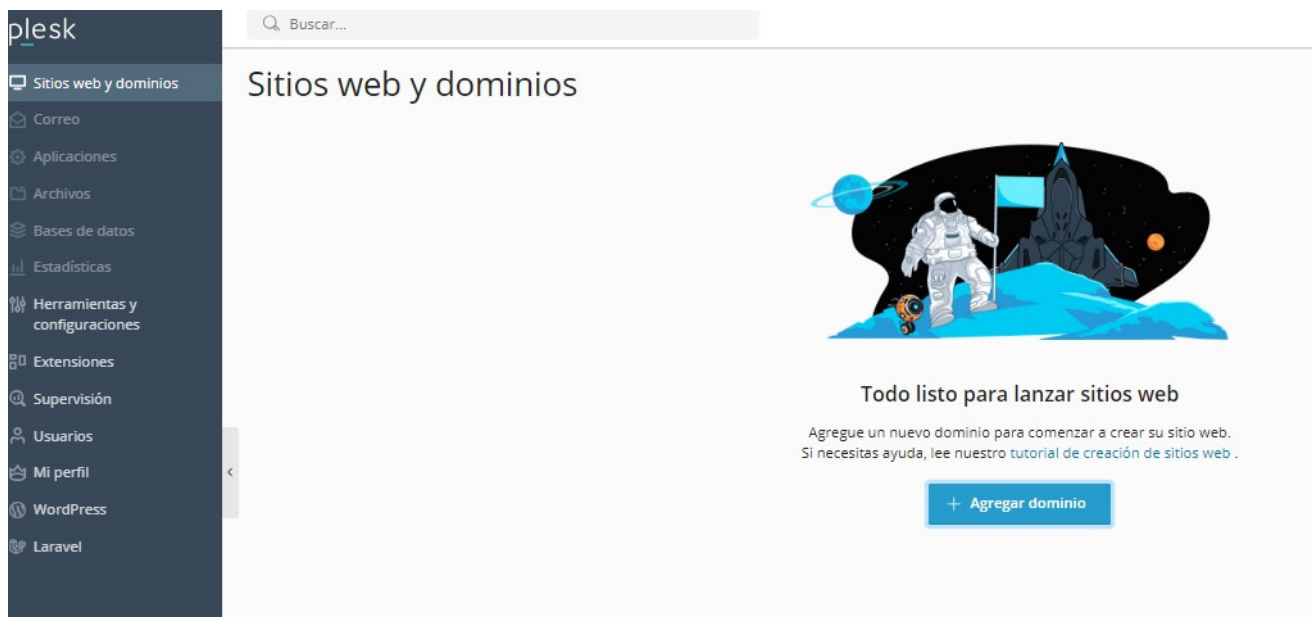 plesk
Buscar...
Sitios web y dominios
Correo
Aplicaciones
Archivos
Bases de datos
Estadísticas
Herramientas y
configuraciones
Extensiones
Supervisión
Usuarios
Mi perfil
WordPress
Laravel
Sitios web y dominios
Todo listo para lanzar sitios web
Agregue un nuevo dominio para comenzar a crear su sitio web.
Si necesitas ayuda, lee nuestro tutorial de creación de sitios web .
+ Agregar dominio